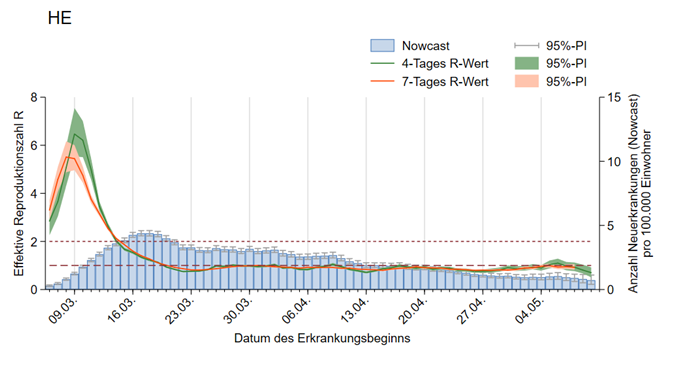 HE
Nowcast
95%-PI
4-Tages R-Wert
95%-PI
7-Tages R-Wert
95%-PI
Effektive Reproduktionszahl R
8
6
4
2
0
15
10
5
0
Anzahl Neuerkrankungen (Nowcast)
pro 100.000 Einwohner
09.03.
16.03.
23.03.
30.03.
06.04.
13.04.
20.04.
27.04.
04.05.
Datum des Erkrankungsbeginns